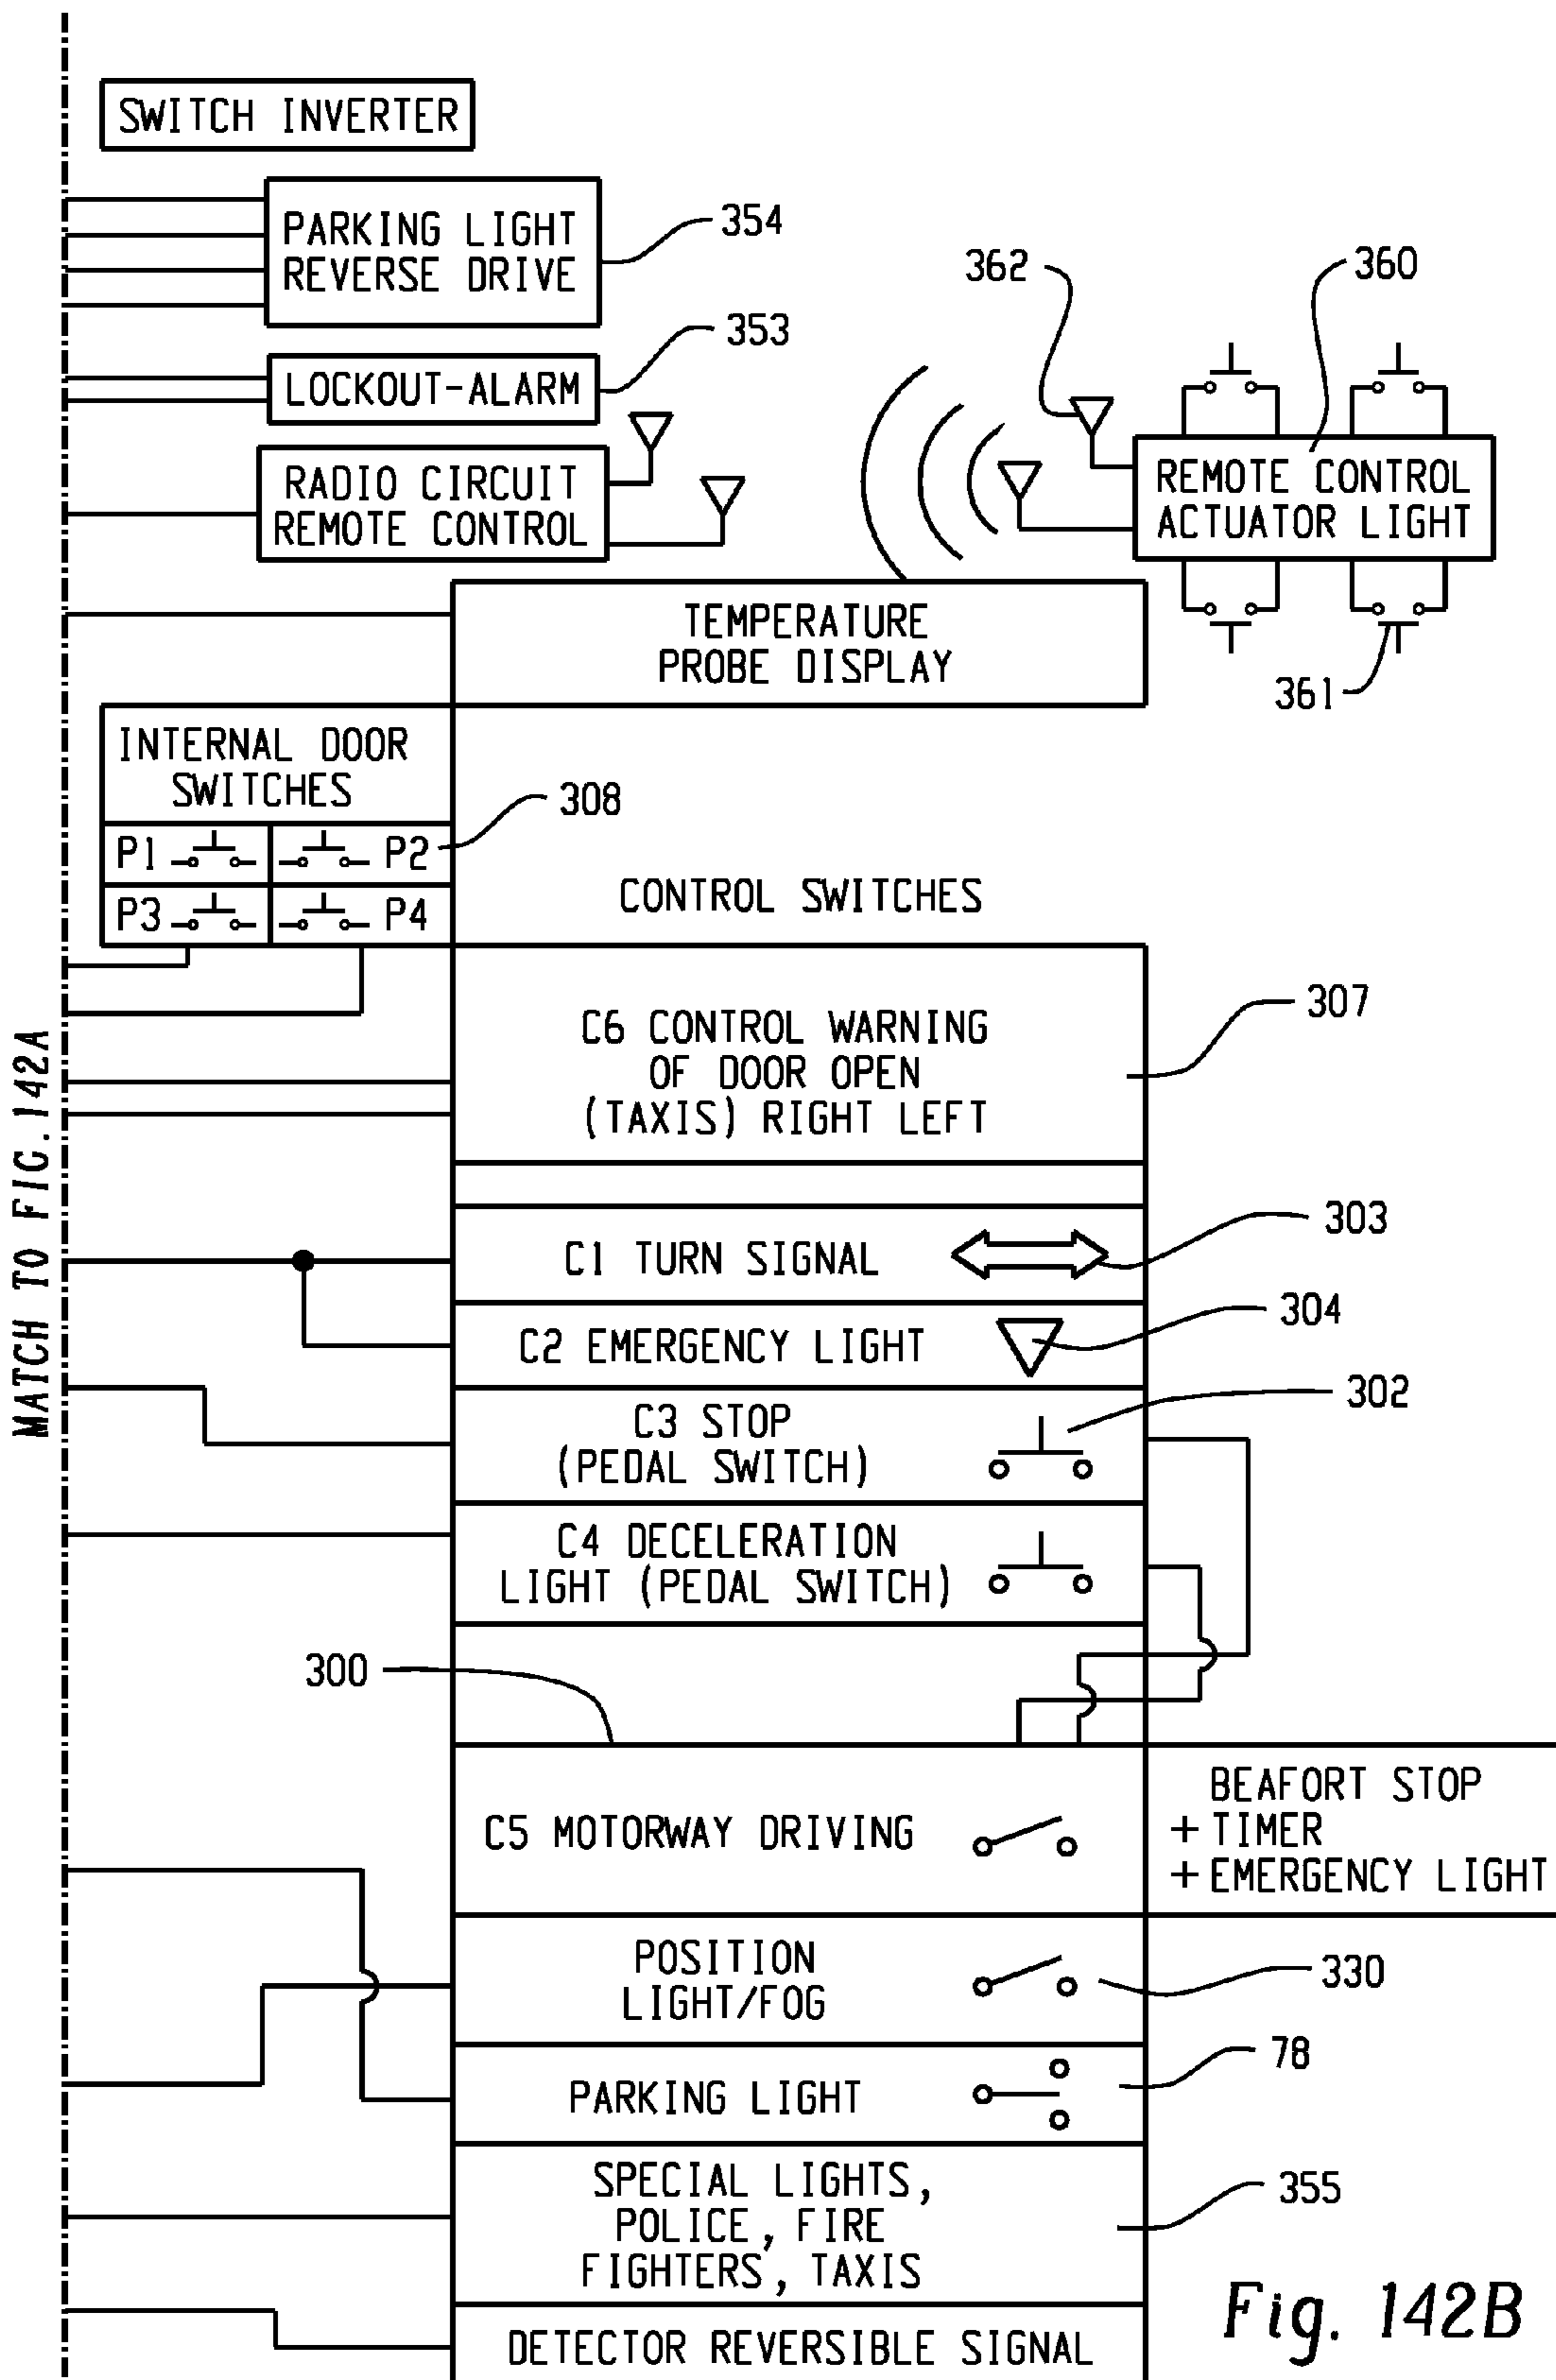 SWITCH INVERTER
PARKING LIGHT
REVERSE DRIVE
354
LOCKOUT-ALARM
353
RADIO CIRCUIT
REMOTE CONTROL
362
360
REMOTE CONTROL
ACTUATOR LIGHT
361
TEMPERATURE
PROBE DISPLAY
INTERNAL DOOR
SWITCHES
P1
P2
308
P3
P4
CONTROL SWITCHES
MATCH TO FIG. 142A
C6 CONTROL WARNING
OF DOOR OPEN
(TAXIS) RIGHT LEFT
307
C1 TURN SIGNAL
303
C2 EMERGENCY LIGHT
304
C3 STOP
(PEDAL SWITCH)
302
C4 DECELERATION
LIGHT (PEDAL SWITCH)
300
C5 MOTORWAY DRIVING
BEAFORT STOP
+ TIMER
+ EMERGENCY LIGHT
POSITION
LIGHT/FOG
330
PARKING LIGHT
78
SPECIAL LIGHTS,
POLICE, FIRE
FIGHTERS, TAXIS
355
DETECTOR REVERSIBLE SIGNAL
Fig. 142B